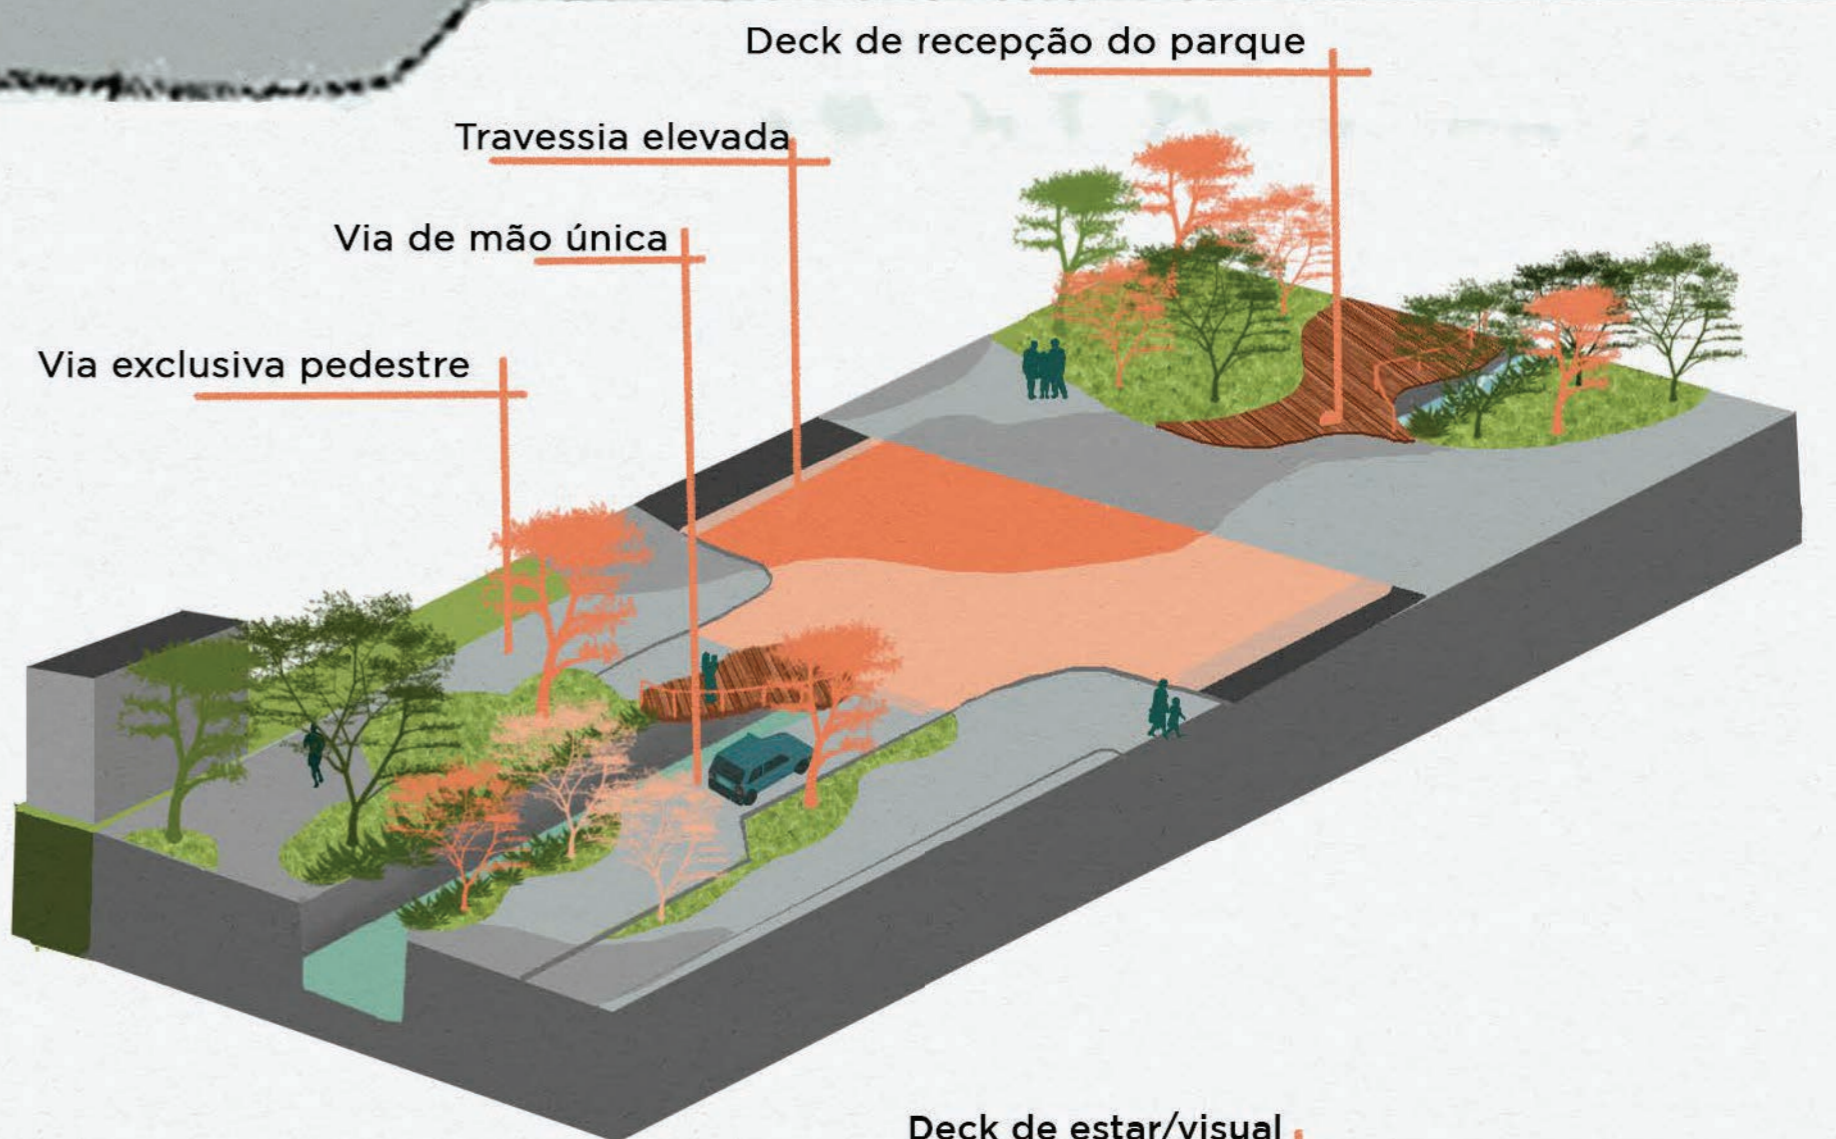 Deck de recepção do parque
Travessia elevada
Via de mão única
Via exclusiva pedestre
Deck de estar/visual